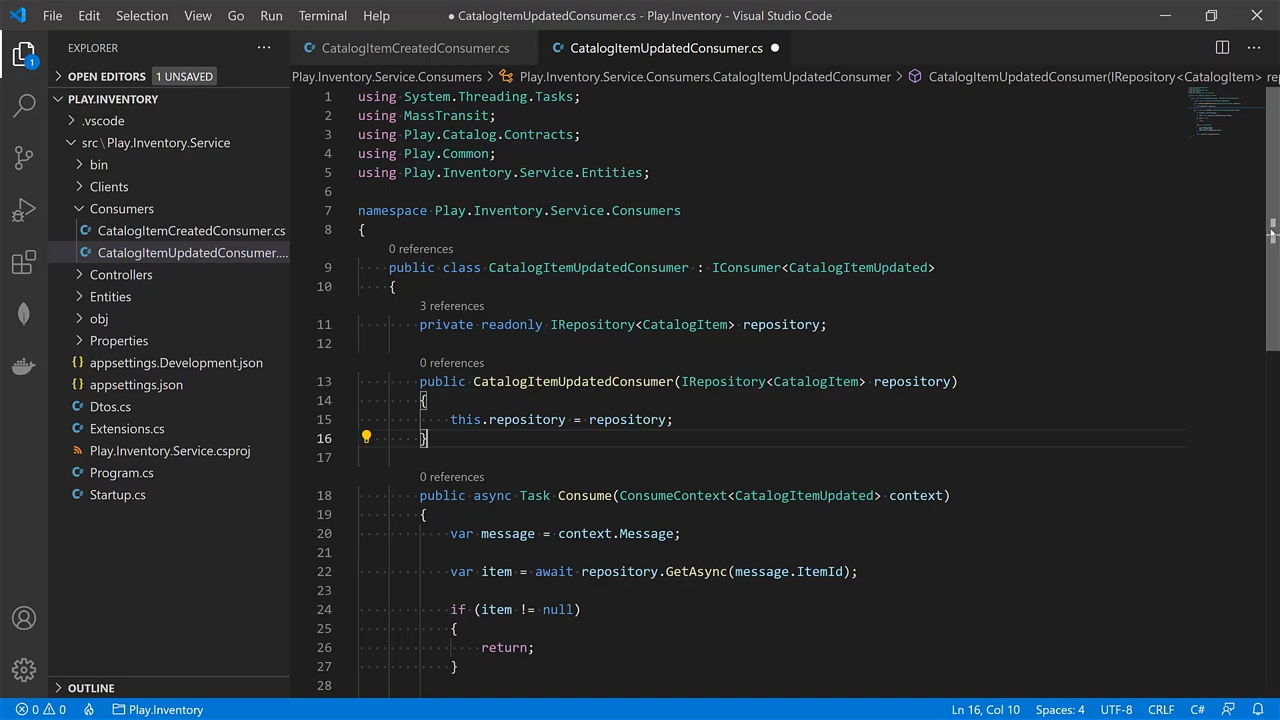 File Edit Selection View Go Run Terminal Help
● CatalogItemUpdatedConsumer.cs - Play.Inventory - Visual Studio Code
EXPLORER
OPEN EDITORS 1 UNSAVED
PLAY.INVENTORY
.vscode
src \ Play.Inventory.Service
bin
Clients
Consumers
CatalogItemCreatedConsumer.cs
CatalogItemUpdatedConsumer....
Controllers
Entities
obj
Properties
appsettings.Development.json
appsettings.json
Dtos.cs
Extensions.cs
Play.Inventory.Service.csproj
Program.cs
Startup.cs
OUTLINE
1
CatalogItemCreatedConsumer.cs
CatalogItemUpdatedConsumer.cs ●
Play.Inventory.Service.Consumers > Play.Inventory.Service.Consumers.CatalogItemUpdatedConsumer > CatalogItemUpdatedConsumer(IRepository<CatalogItem> re
1 using System.Threading.Tasks;
2 using MassTransit;
3 using Play.Catalog.Contracts;
4 using Play.Common;
5 using Play.Inventory.Service.Entities;
6
7 namespace Play.Inventory.Service.Consumers
8 {
0 references
9 public class CatalogItemUpdatedConsumer : IConsumer<CatalogItemUpdated>
10 {
3 references
11 private readonly IRepository<CatalogItem> repository;
12
0 references
13 public CatalogItemUpdatedConsumer(IRepository<CatalogItem> repository)
14 {
15 this.repository = repository;
16 }
17
0 references
18 public async Task Consume(ConsumeContext<CatalogItemUpdated> context)
19 {
20 var message = context.Message;
21
22 var item = await repository.GetAsync(message.ItemId);
23
24 if (item != null)
25 {
26 return;
27 }
28
0 0 Play.Inventory
Ln 16, Col 10 Spaces: 4 UTF-8 CRLF C#